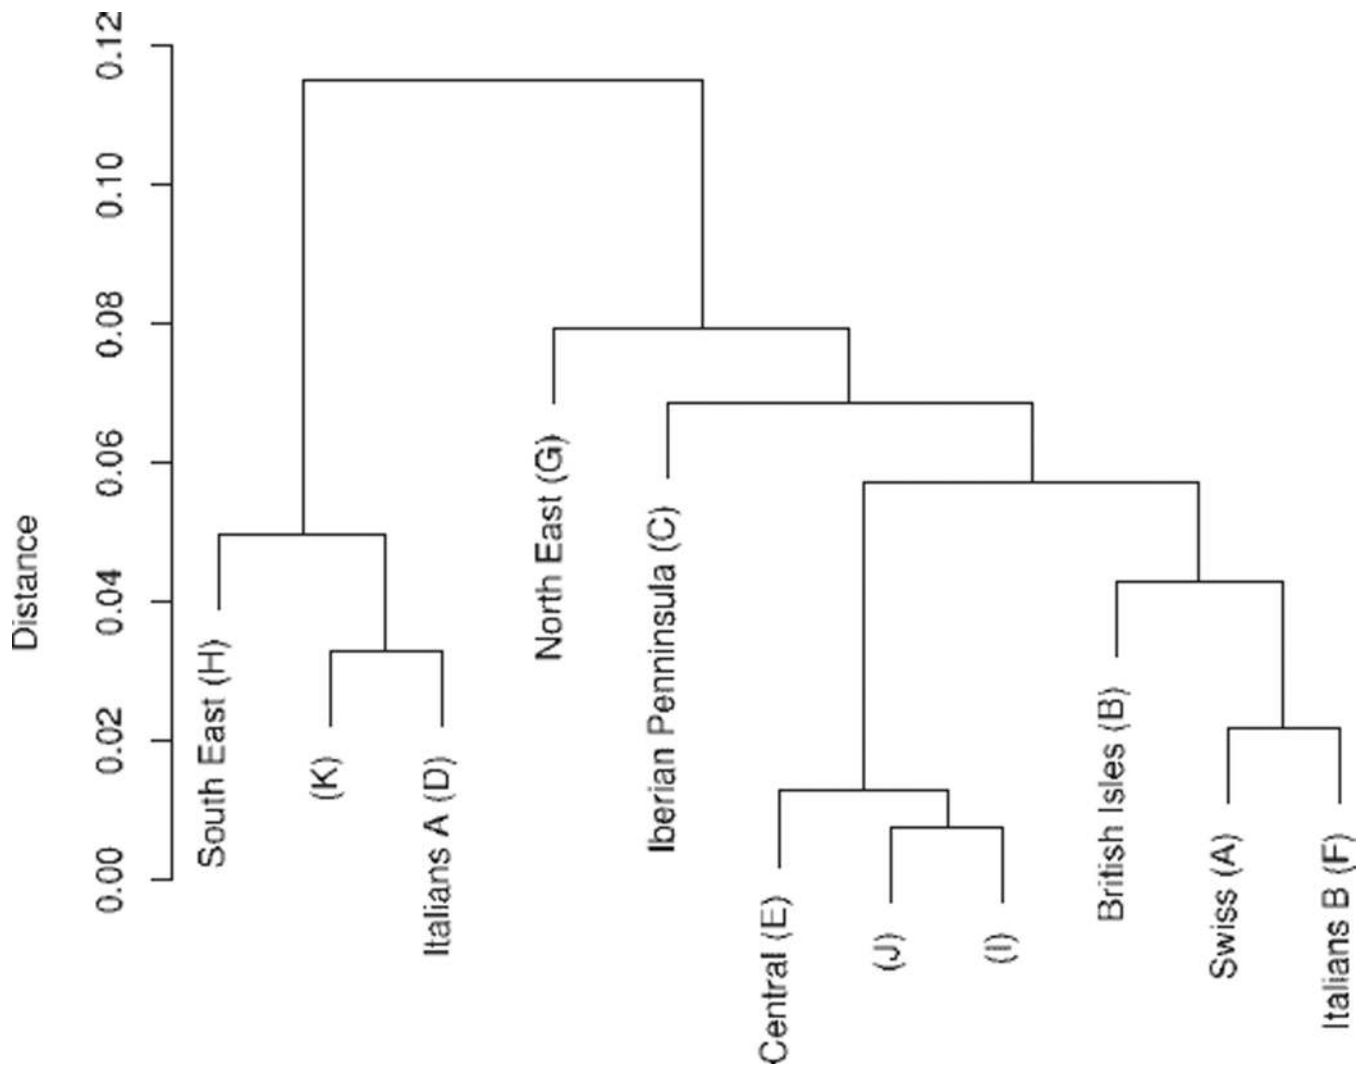 Distance
0.12
0.10
0.08
0.06
0.04
0.02
0.00
South East (H)
(K)
Italians A (D)
North East (G)
Iberian Penninsula (C)
Central (E)
(J)
(I)
British Isles (B)
Swiss (A)
Italians B (F)